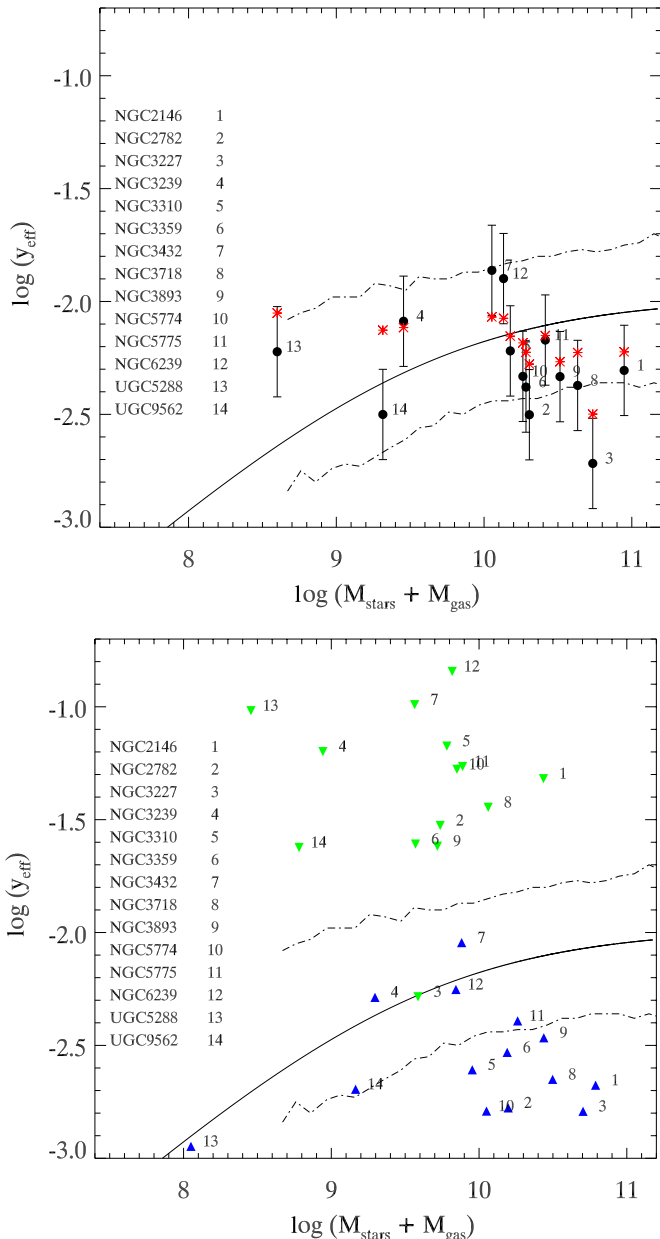 -1.0
-1.5
-2.0
-2.5
-3.0
log (y_eff)
NGC2146 1
NGC2782 2
NGC3227 3
NGC3239 4
NGC3310 5
NGC3359 6
NGC3432 7
NGC3718 8
NGC3893 9
NGC5774 10
NGC5775 11
NGC6239 12
UGC5288 13
UGC9562 14
7
12
4
13
11
10
9
1
6
8
14
2
3
8 9 10 11
log (M_stars + M_gas)
-1.0
-1.5
-2.0
-2.5
-3.0
log (y_eff)
NGC2146 1
NGC2782 2
NGC3227 3
NGC3239 4
NGC3310 5
NGC3359 6
NGC3432 7
NGC3718 8
NGC3893 9
NGC5774 10
NGC5775 11
NGC6239 12
UGC5288 13
UGC9562 14
12
7
13
5
4
11
10
1
8
2
6
9
14
7
12
4
3
11
9
6
5
8
1
14
10
2
3
13
8 9 10 11
log (M_stars + M_gas)